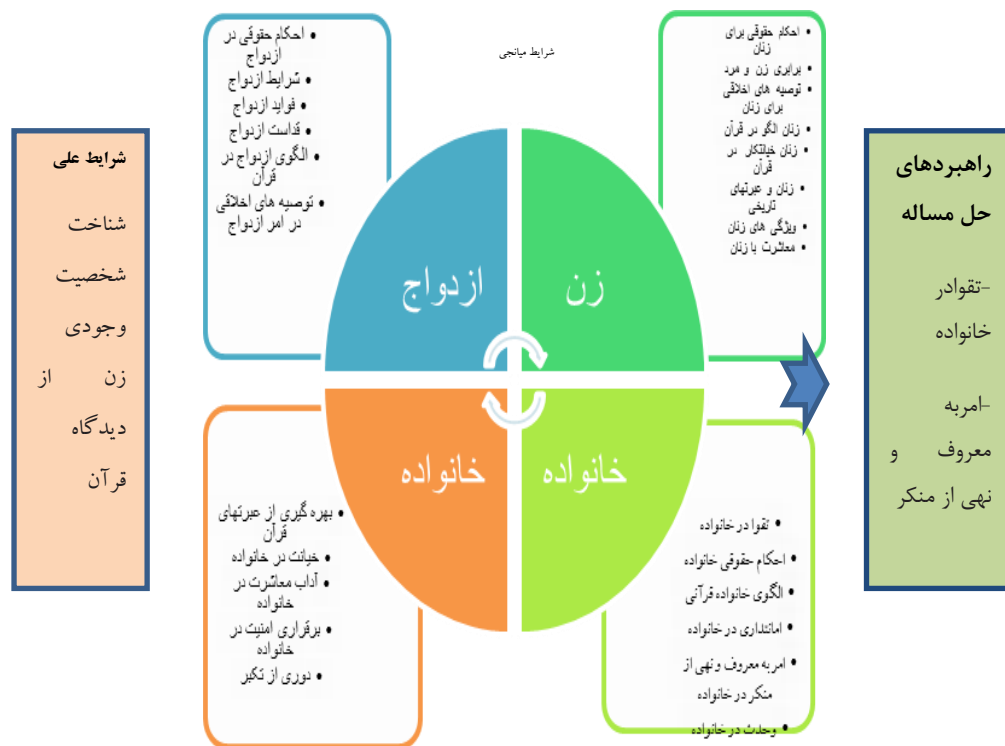 شرایط میانجی
احکام حقوقی برای
زنان
برابری زن و مرد
توصیه های اخلاقی
برای زنان
زنان الگو در قرآن
زنان خیانتکار در
قرآن
زنان و عبرتهای
تاریخی
ویژگی های زنان
معاشرت با زنان
احکام حقوقی در
ازدواج
شرایط ازدواج
فواید ازدواج
قداست ازدواج
الگوی ازدواج در
قرآن
توصیه های اخلاقی
در امر ازدواج
راهبردهای
حل مساله
-تقوادر
خانواده
-امربه
معروف و
نهی از منکر
زن
ازدواج
خانواده
خانواده
شرایط علی
شناخت
شخصیت
وجودی
زن از
دیدگاه
قرآن
تقوا در خانواده
احکام حقوقی خانواده
الگوی خانواده قرآنی
امانتداری در خانواده
امربه معروف و نهی از
منکر در خانواده
وحدت در خانواده
بهره گیری از عبرتهای
قرآن
خیانت در خانواده
آداب معاشرت در
خانواده
برقراری امنیت در
خانواده
دوری از تکبر